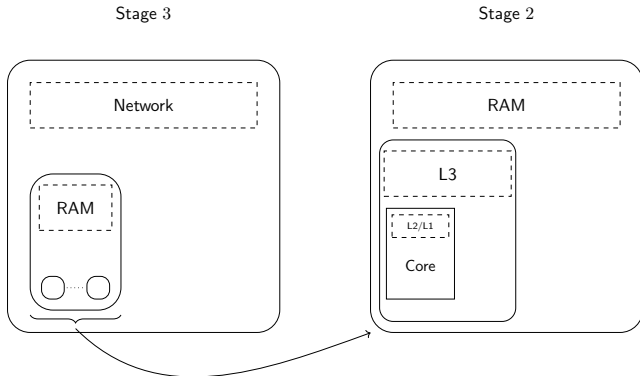 Stage 3
Stage 2
Network
RAM
RAM
L3
L2/L1
Core